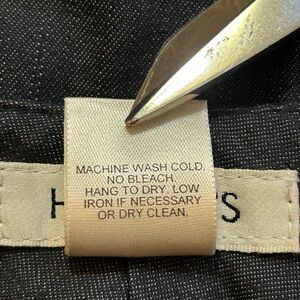 MACHINE WASH COLD.
NO BLEACH.
HANG TO DRY. LOW
IRON IF NECESSARY
OR DRY CLEAN.